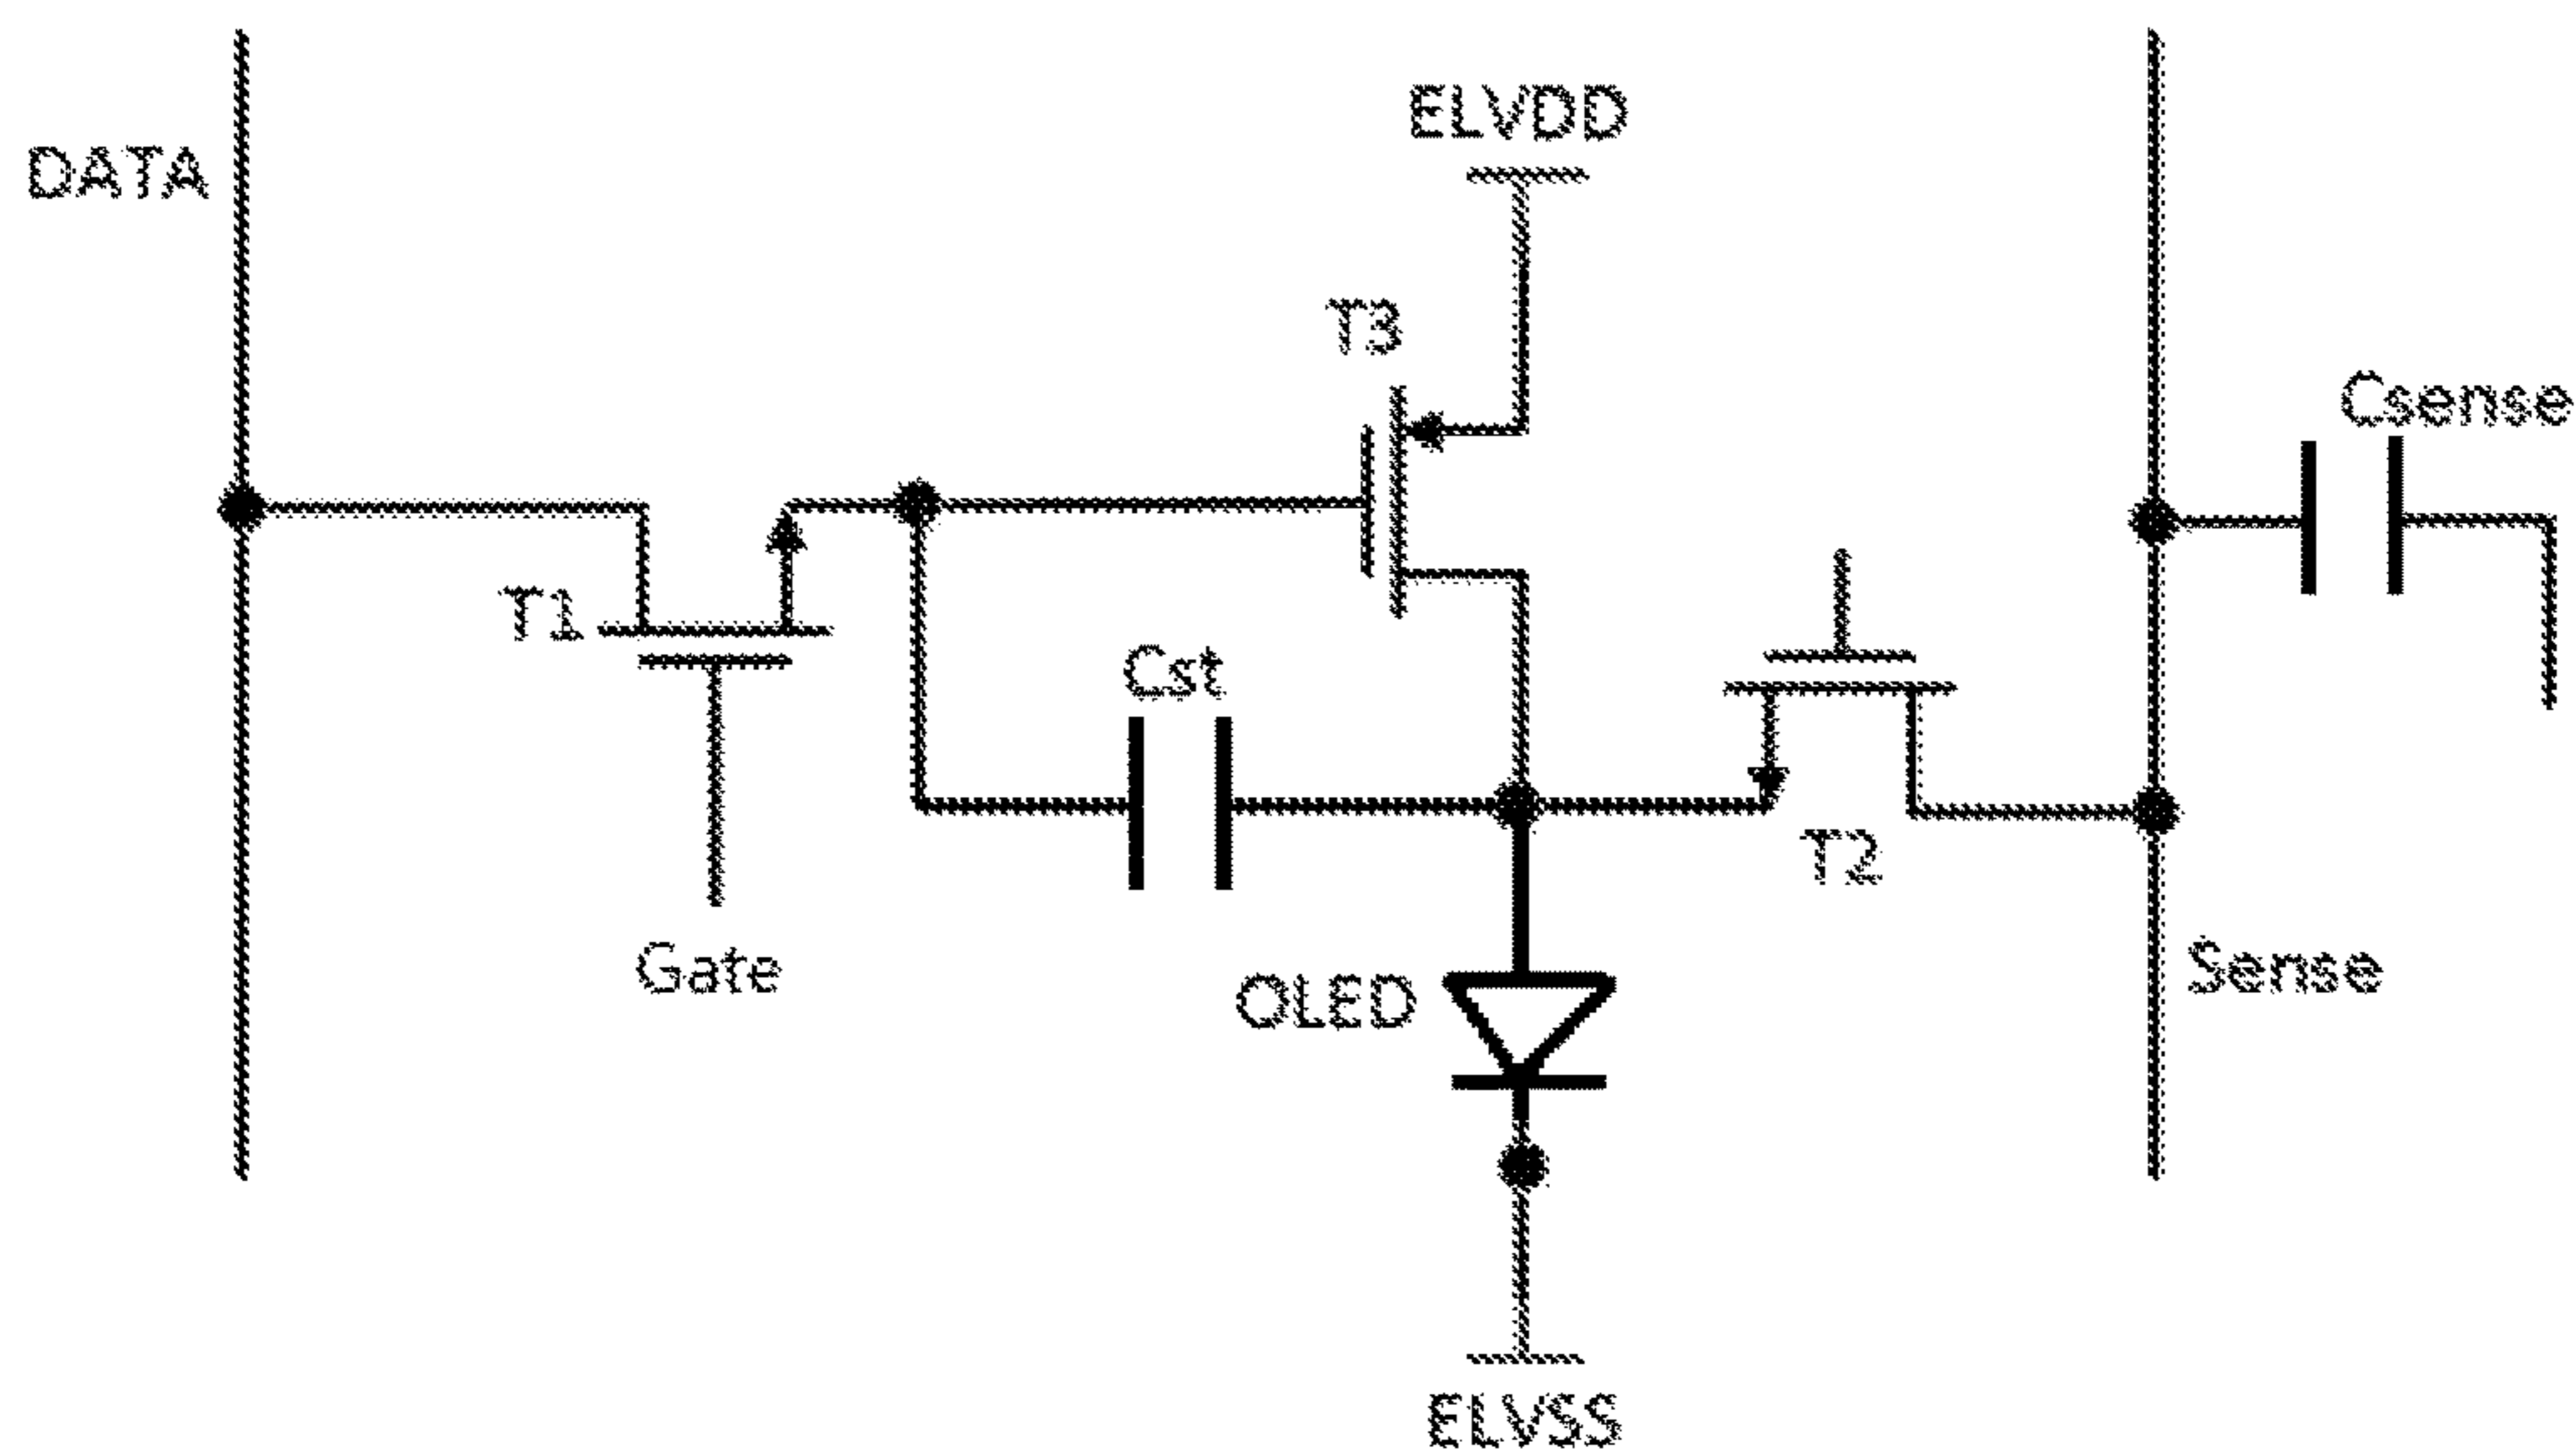 ELVDD
DATA
T3
Csense
T1
Cst
T2
Gate
OLED
Sense
ELVSS